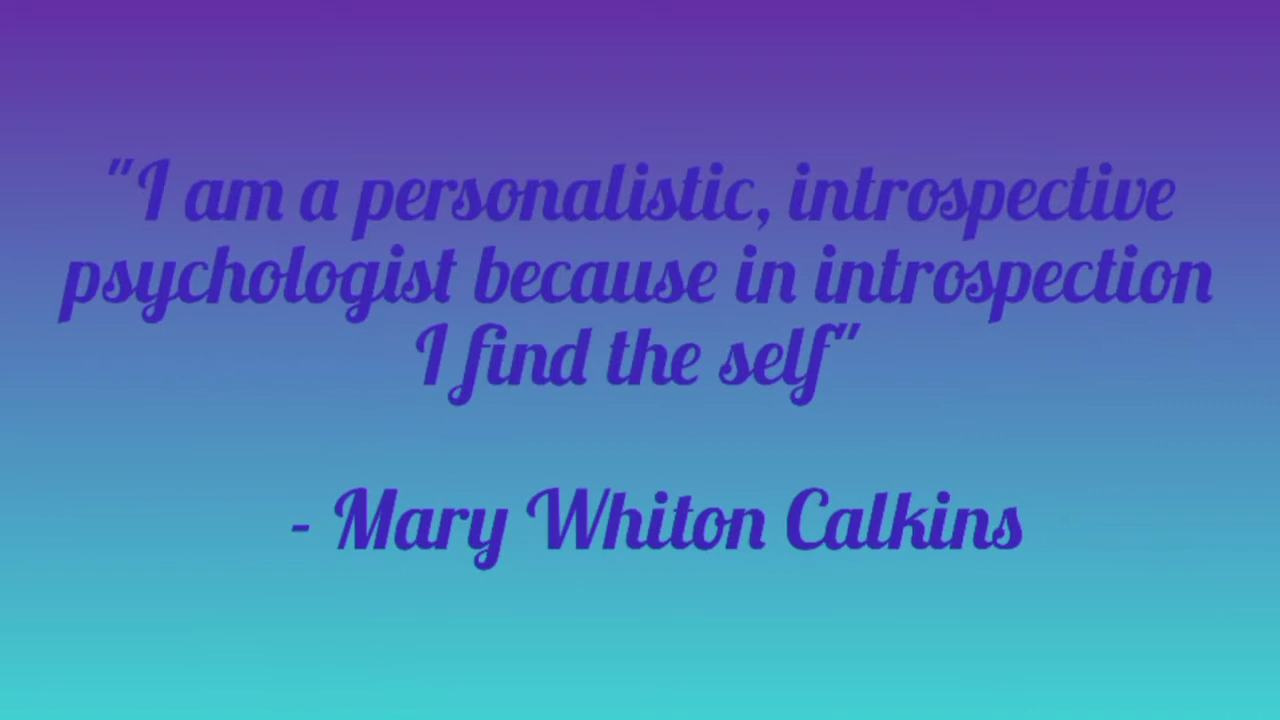 "I am a personalistic, introspective
psychologist because in introspection
I find the self"
- Mary Whiton Calkins